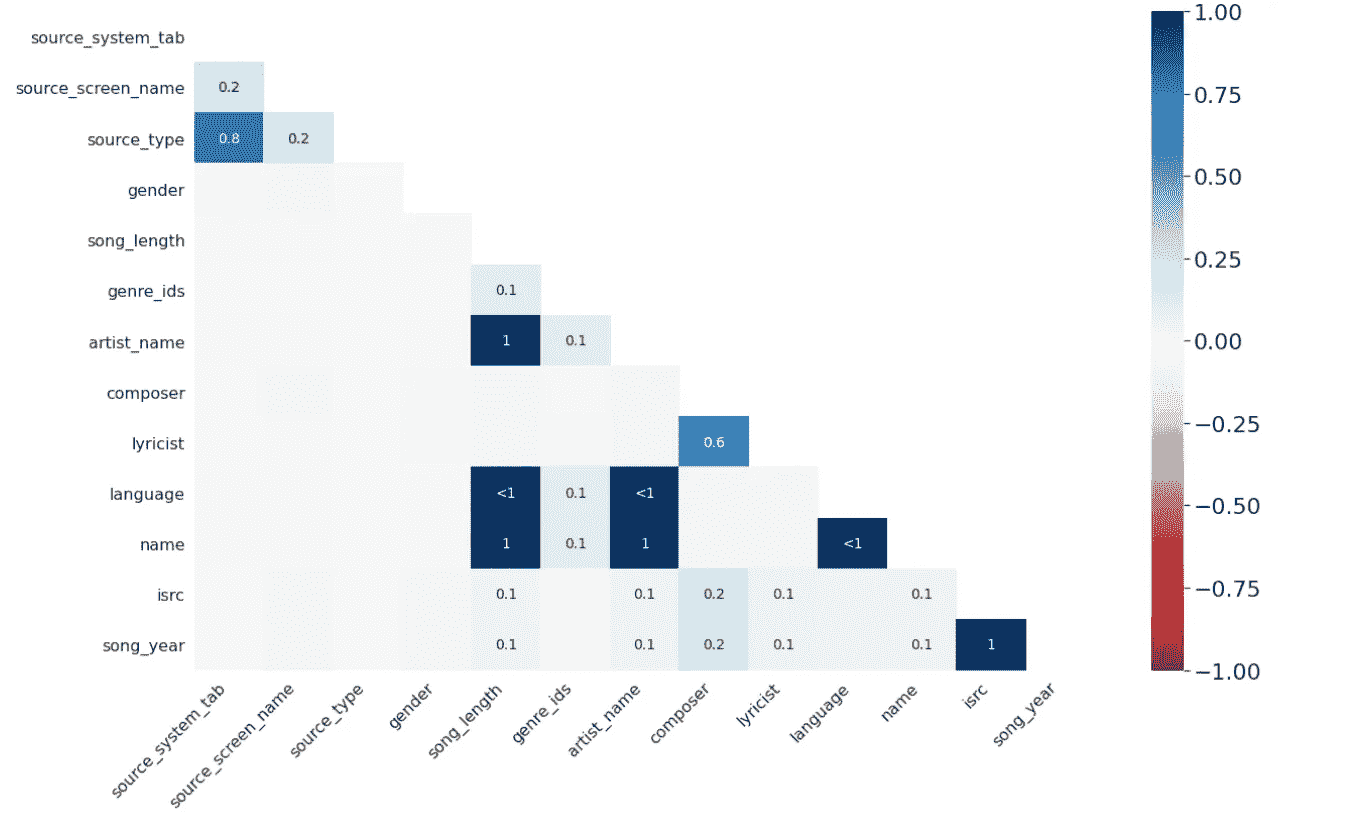 source_system_tab
source_screen_name 0.2
source_type 0.8 0.2
gender
song_length
genre_ids 0.1
artist_name 1 0.1
composer
lyricist 0.6
language <1 0.1 <1
name 1 0.1 1 <1
isrc 0.1 0.1 0.2 0.1 0.1
song_year 0.1 0.1 0.2 0.1 0.1 1
source_system_tab source_screen_name source_type gender song_length genre_ids artist_name composer lyricist language name isrc song_year
1.00
0.75
0.50
0.25
0.00
−0.25
−0.50
−0.75
−1.00